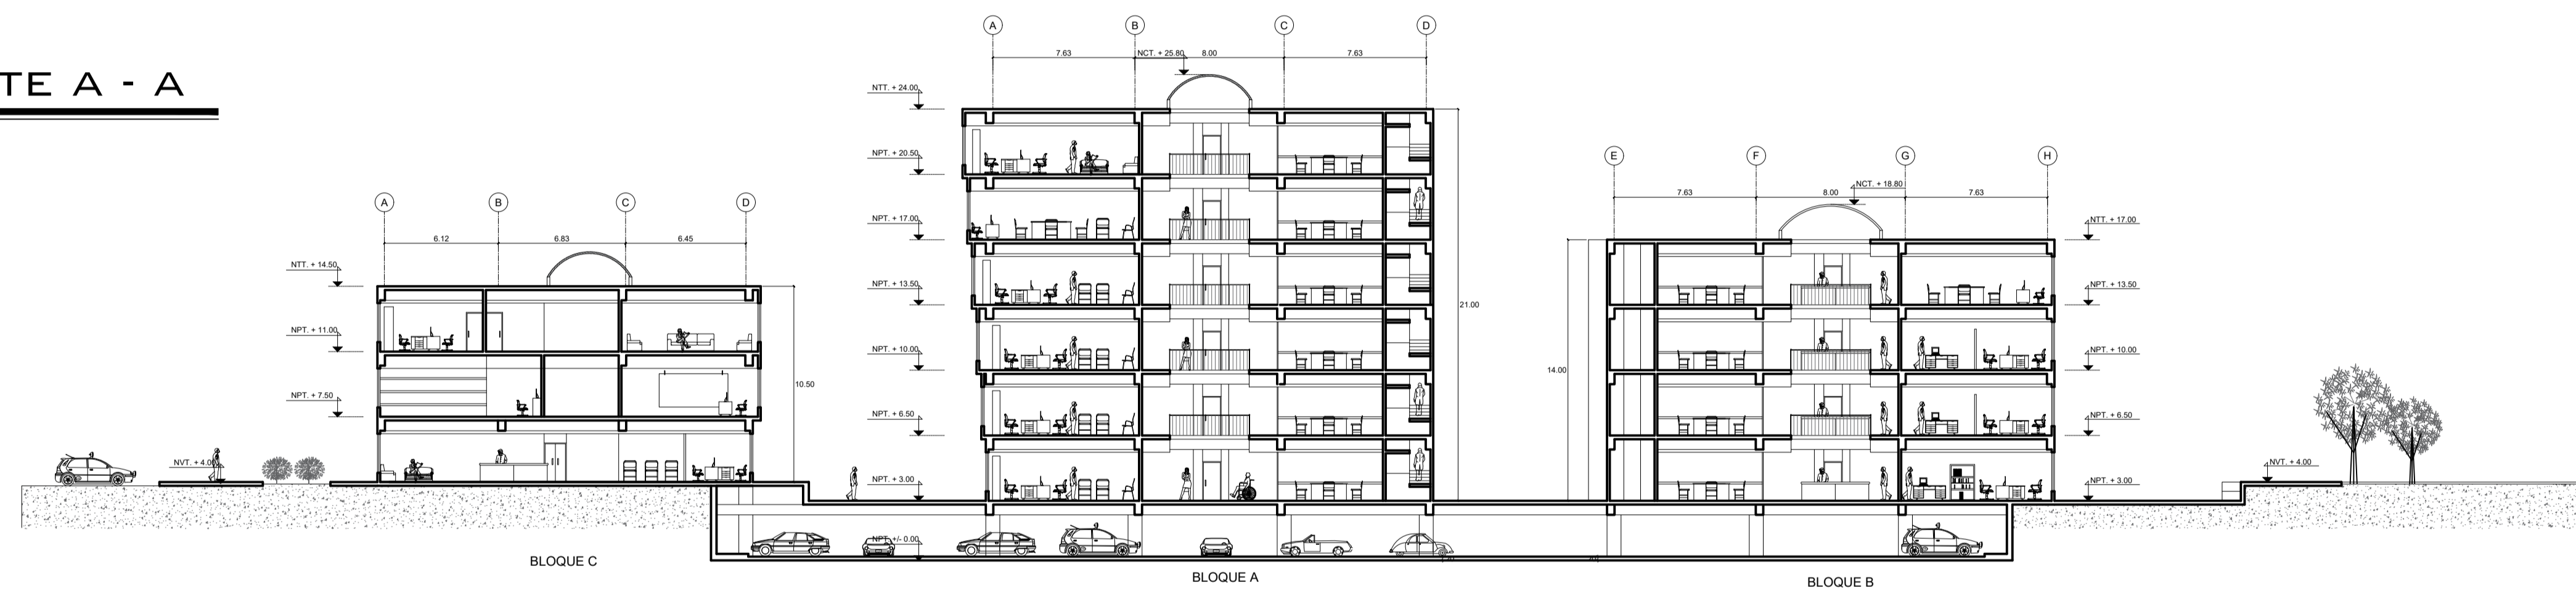 TE A - A
A B C D
6.12 6.83 6.45
NTT. + 14.50
NPT. + 11.00
NPT. + 7.50
10.50
NVT. + 4.00
BLOQUE C
A B C D
7.63 NCT. + 25.80 8.00 7.63
NTT. + 24.00
NPT. + 20.50
NPT. + 17.00
NPT. + 13.50
NPT. + 10.00
NPT. + 6.50
NPT. + 3.00
NPT. +/- 0.00
21.00
BLOQUE A
E F G H
NCT. + 18.80
7.63 8.00 7.63
14.00
NTT. + 17.00
NPT. + 13.50
NPT. + 10.00
NPT. + 6.50
NPT. + 3.00
NVT. + 4.00
BLOQUE B